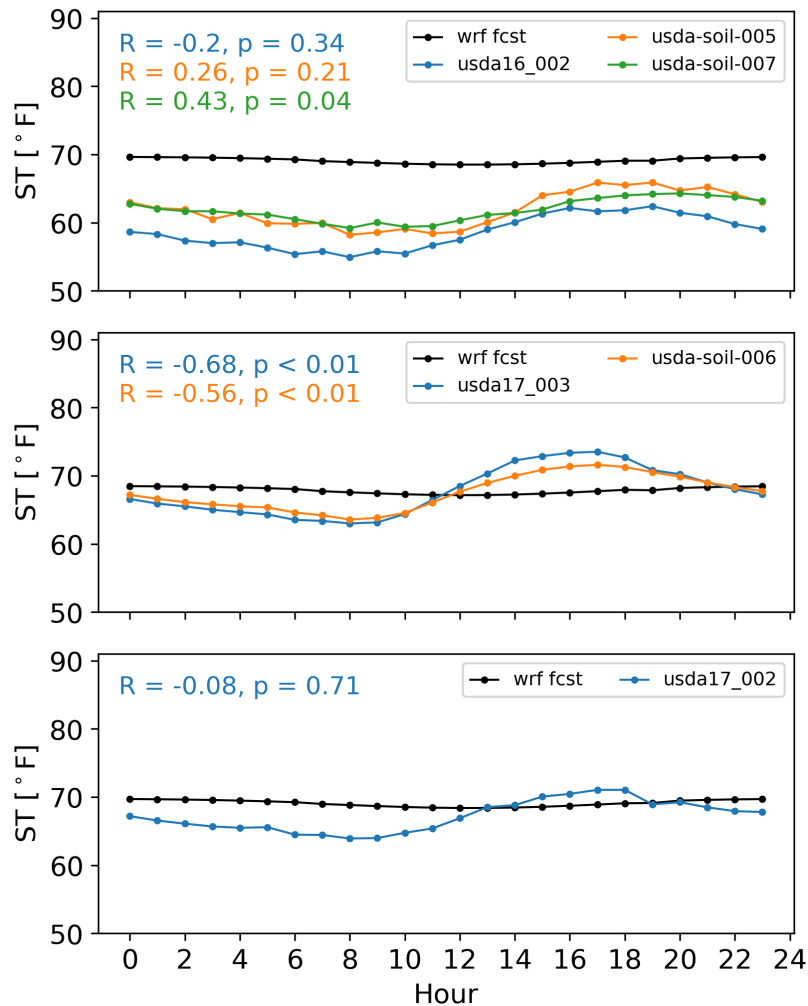 90
80
70
60
50
ST [°F]
R = -0.2, p = 0.34
R = 0.26, p = 0.21
R = 0.43, p = 0.04
wrf fcst
usda16_002
usda-soil-005
usda-soil-007
90
80
70
60
50
ST [°F]
R = -0.68, p < 0.01
R = -0.56, p < 0.01
wrf fcst
usda17_003
usda-soil-006
90
80
70
60
50
ST [°F]
R = -0.08, p = 0.71
wrf fcst
usda17_002
0 2 4 6 8 10 12 14 16 18 20 22 24
Hour